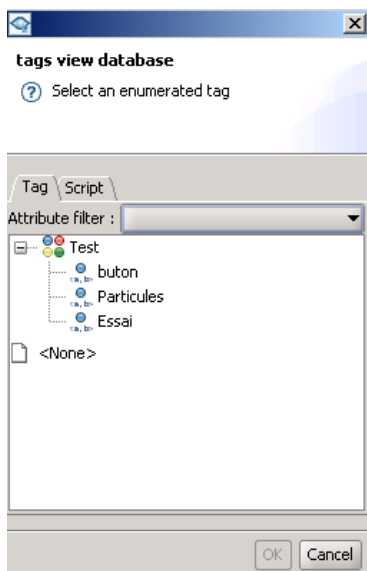 tags view database
Select an enumerated tag
Tag Script
Attribute filter :
Test
buton
Particules
Essai
<None>
OK Cancel